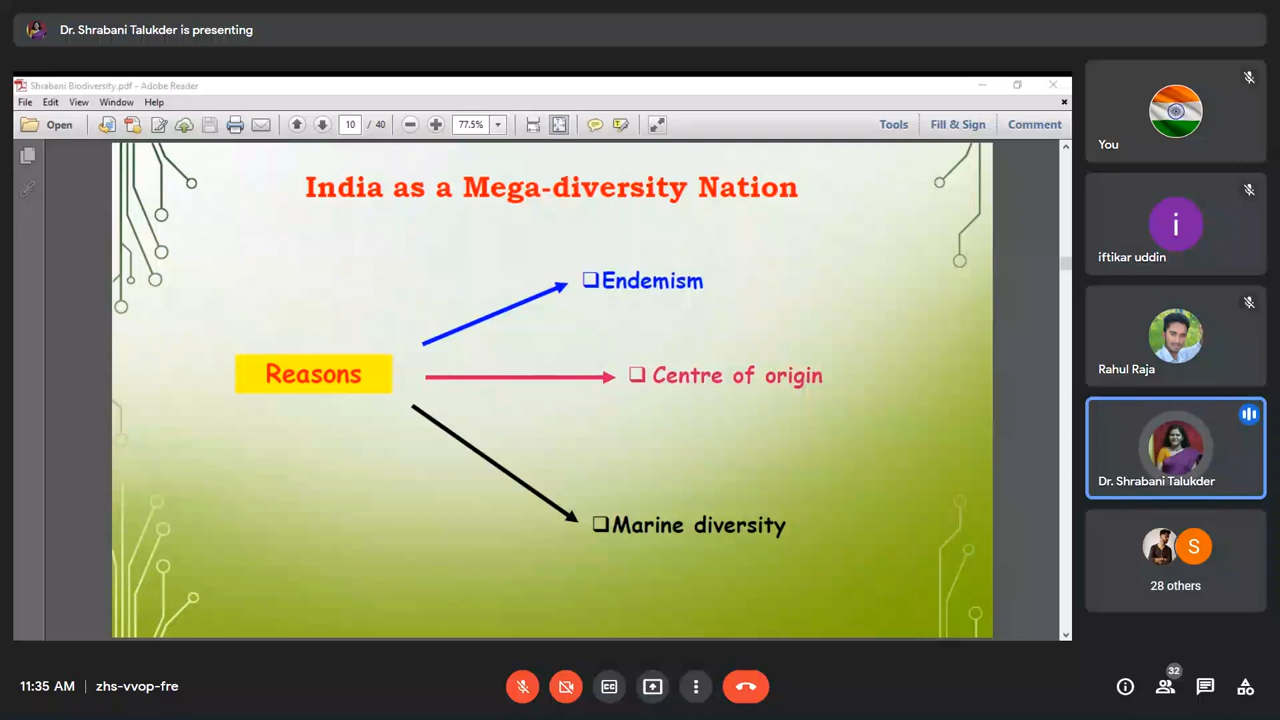 Dr. Shrabani Talukder is presenting
Shrabani Biodiversity.pdf - Adobe Reader
File Edit View Window Help
Open 10 / 40 77.5% Tools Fill & Sign Comment
India as a Mega-diversity Nation
Endemism
Reasons
Centre of origin
Marine diversity
You
i
iftikar uddin
Rahul Raja
Dr. Shrabani Talukder
S
28 others
11:35 AM zhs-vvop-fre
CC
32